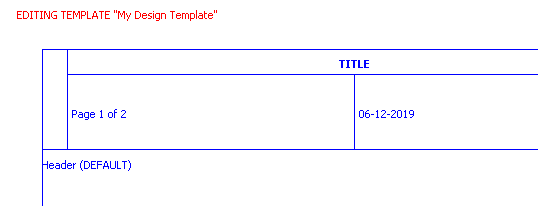 EDITING TEMPLATE "My Design Template"
TITLE
Page 1 of 2
06-12-2019
Header (DEFAULT)